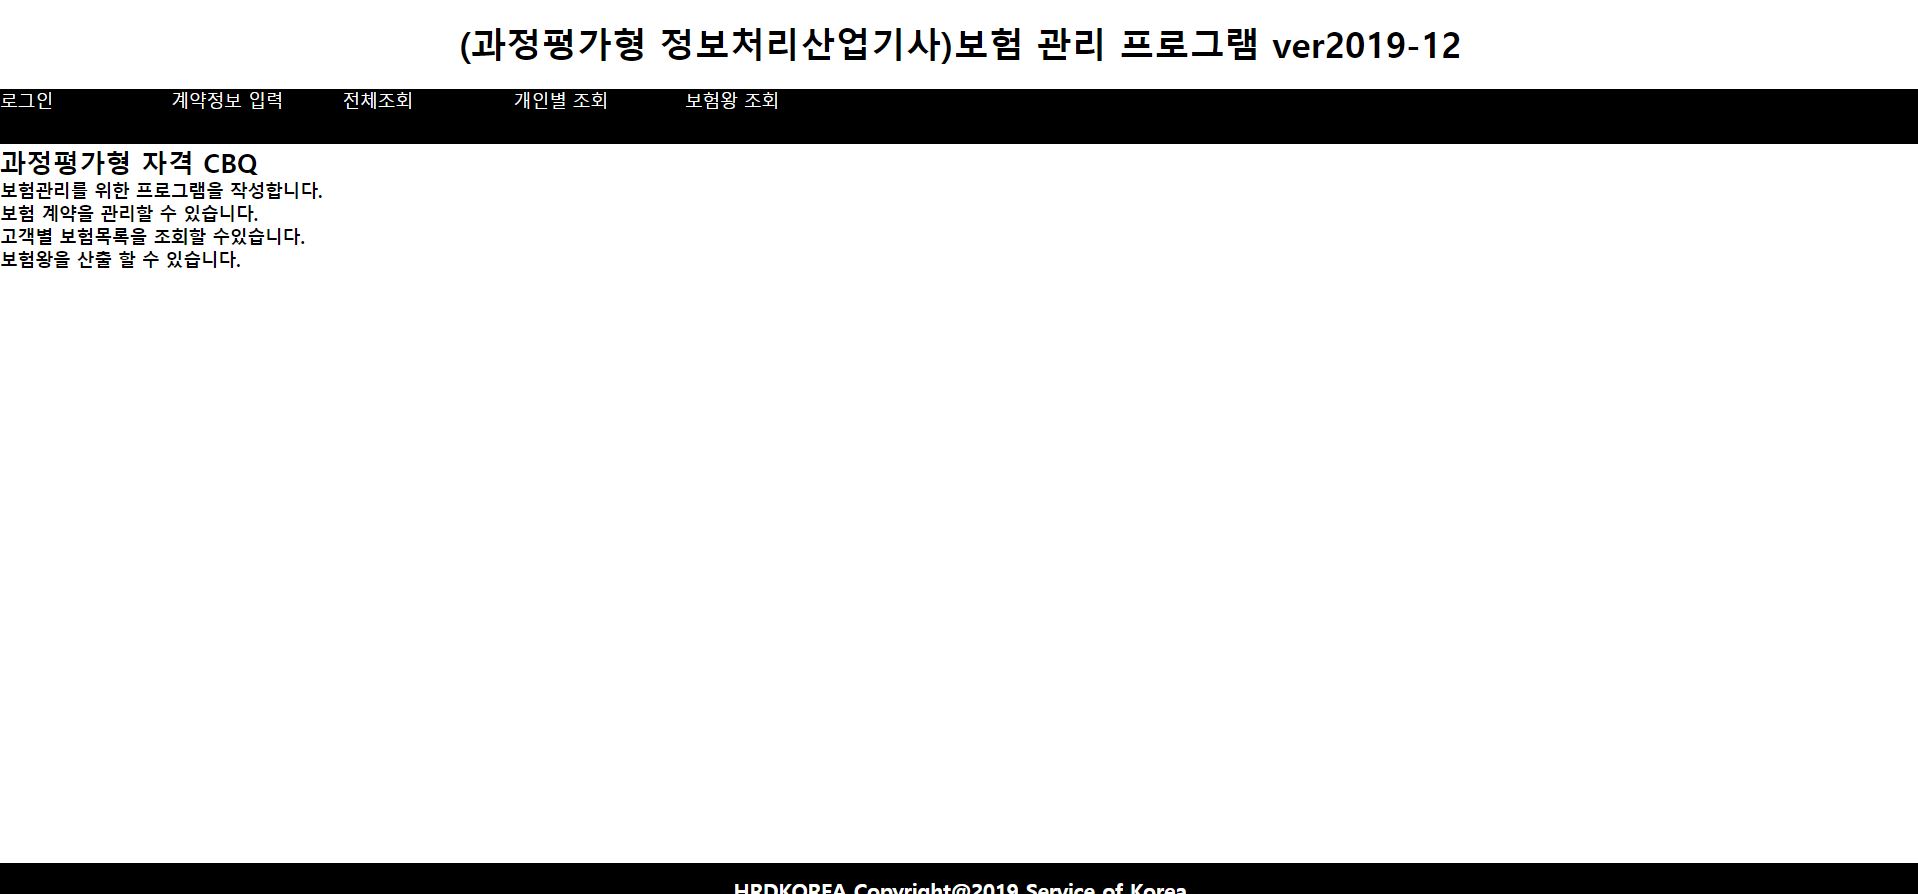 (과정평가형 정보처리산업기사)보험 관리 프로그램 ver2019-12
로그인 계약정보 입력 전체조회 개인별 조회 보험왕 조회
과정평가형 자격 CBQ
보험관리를 위한 프로그램을 작성합니다.
보험 계약을 관리할 수 있습니다.
고객별 보험목록을 조회할 수있습니다.
보험왕을 산출 할 수 있습니다.
HRDKOREA Copyright@2019 Service of Korea